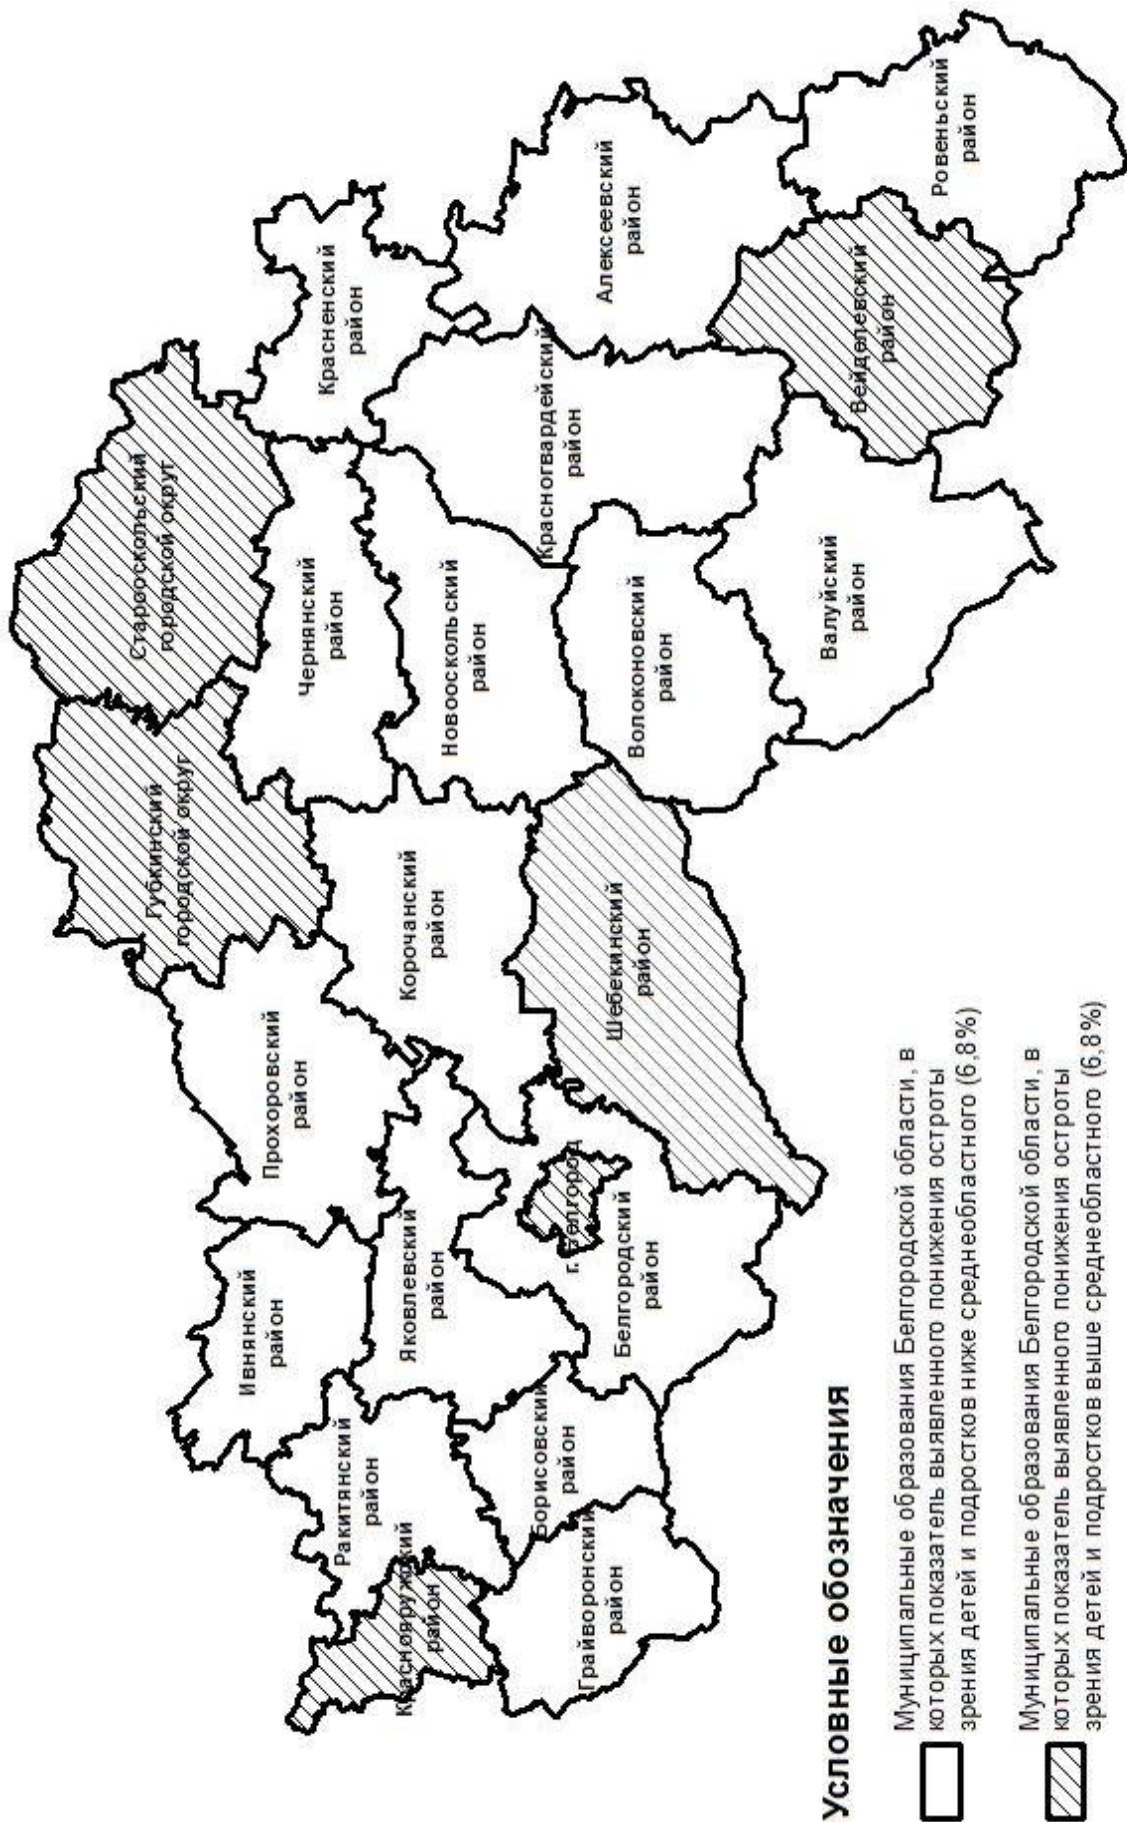 Старооскольский
городской округ
Губкинский
городской округ
Красненский
район
Чернянский
район
Прохоровский
район
Ивнянский
район
Ракитянский
район
Краснояружский
район
Яковлевский
район
Корочанский
район
Новооскольский
район
Красногвардейский
район
Алексеевский
район
Ровеньский
район
Вейделевский
район
Валуйский
район
Волоконовский
район
Шебекинский
район
г. Белгород
Белгородский
район
Борисовский
район
Грайворонский
район
Условные обозначения
Муниципальные образования Белгородской области, в
которых показатель выявленного понижения остроты
зрения детей и подростков ниже среднеобластного (6,8%)
Муниципальные образования Белгородской области, в
которых показатель выявленного понижения остроты
зрения детей и подростков выше среднеобластного (6,8%)